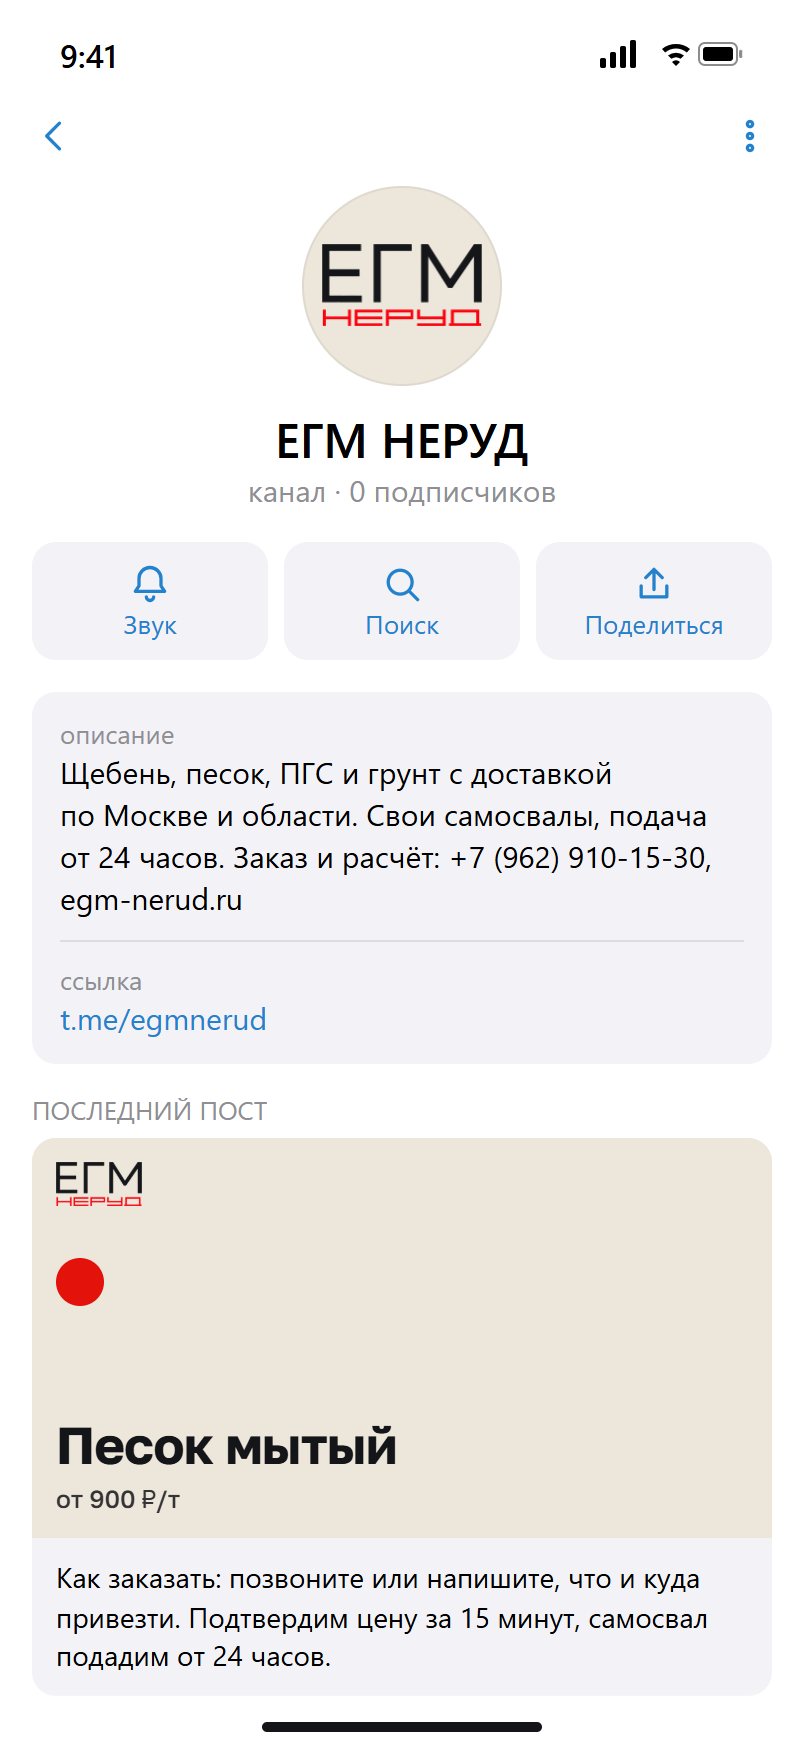 9:41
ЕГМ
НЕРУД
ЕГМ НЕРУД
канал · 0 подписчиков
Звук
Поиск
Поделиться
описание
Щебень, песок, ПГС и грунт с доставкой
по Москве и области. Свои самосвалы, подача
от 24 часов. Заказ и расчёт: +7 (962) 910-15-30,
egm-nerud.ru
ссылка
t.me/egmnerud
ПОСЛЕДНИЙ ПОСТ
ЕГМ
НЕРУД
Песок мытый
от 900 ₽/т
Как заказать: позвоните или напишите, что и куда
привезти. Подтвердим цену за 15 минут, самосвал
подадим от 24 часов.